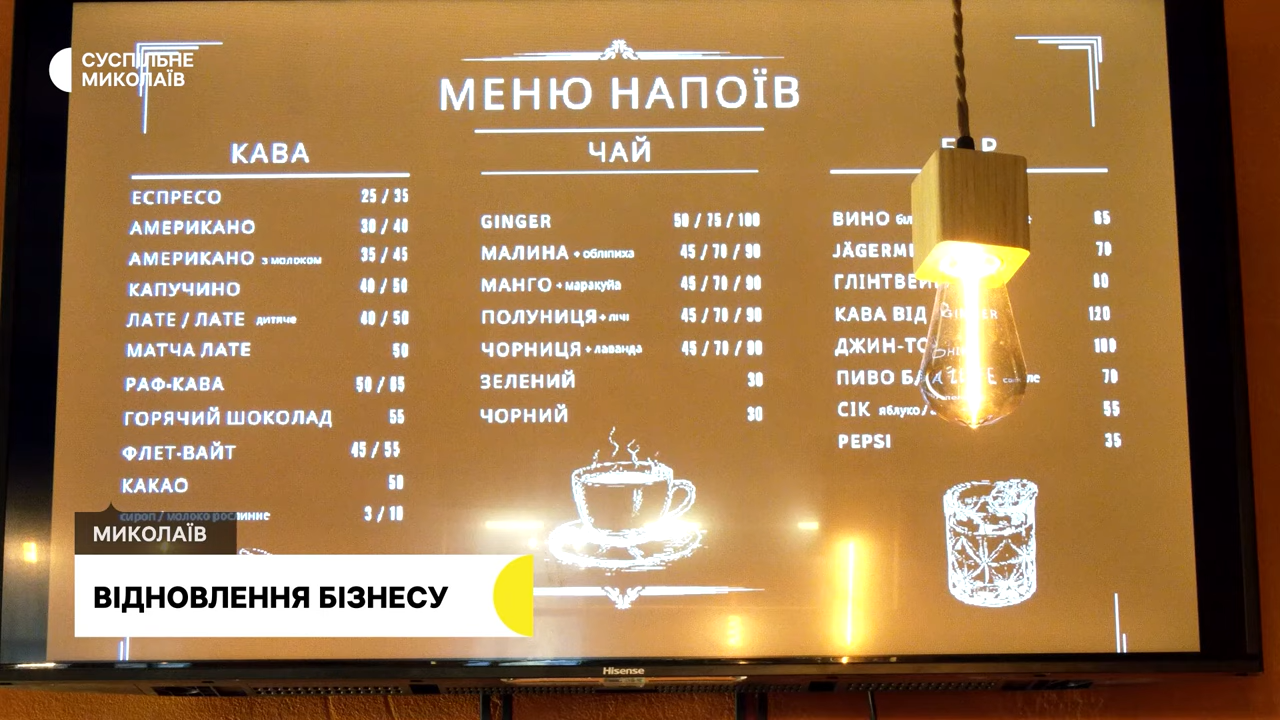 СУСПІЛЬНЕ
МИКОЛАЇВ
МЕНЮ НАПОЇВ
КАВА
ЕСПРЕСО 25 / 35
АМЕРИКАНО 30 / 40
АМЕРИКАНО з молоком 35 / 45
КАПУЧИНО 40 / 50
ЛАТЕ / ЛАТЕ дитяче 40 / 50
МАТЧА ЛАТЕ 50
РАФ-КАВА 50 / 65
ГОРЯЧИЙ ШОКОЛАД 55
ФЛЕТ-ВАЙТ 45 / 55
КАКАО 50
сироп / молоко рослинне 3 / 10
ЧАЙ
GINGER 50 / 75 / 100
МАЛИНА + обліпиха 45 / 70 / 90
МАНГО + маракуйа 45 / 70 / 90
ПОЛУНИЦЯ + лічі 45 / 70 / 90
ЧОРНИЦЯ + лаванда 45 / 70 / 90
ЗЕЛЕНИЙ 30
ЧОРНИЙ 30
ВИНО 65
70
80
КАВА ВІД 120
100
ПИВО 70
СІК 55
PEPSI 35
МИКОЛАЇВ
ВІДНОВЛЕННЯ БІЗНЕСУ
Hisense